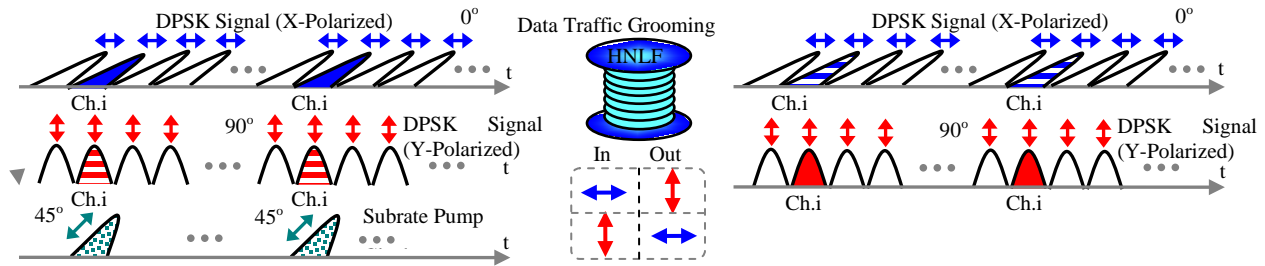 DPSK Signal (X-Polarized) 0°
t
Ch.i Ch.i
90° DPSK Signal
(Y-Polarized)
t
Ch.i Ch.i
45° 45° Subrate Pump
t
Data Traffic Grooming
HNLF
In Out
DPSK Signal (X-Polarized) 0°
t
Ch.i Ch.i
90° DPSK Signal
(Y-Polarized)
t
Ch.i Ch.i